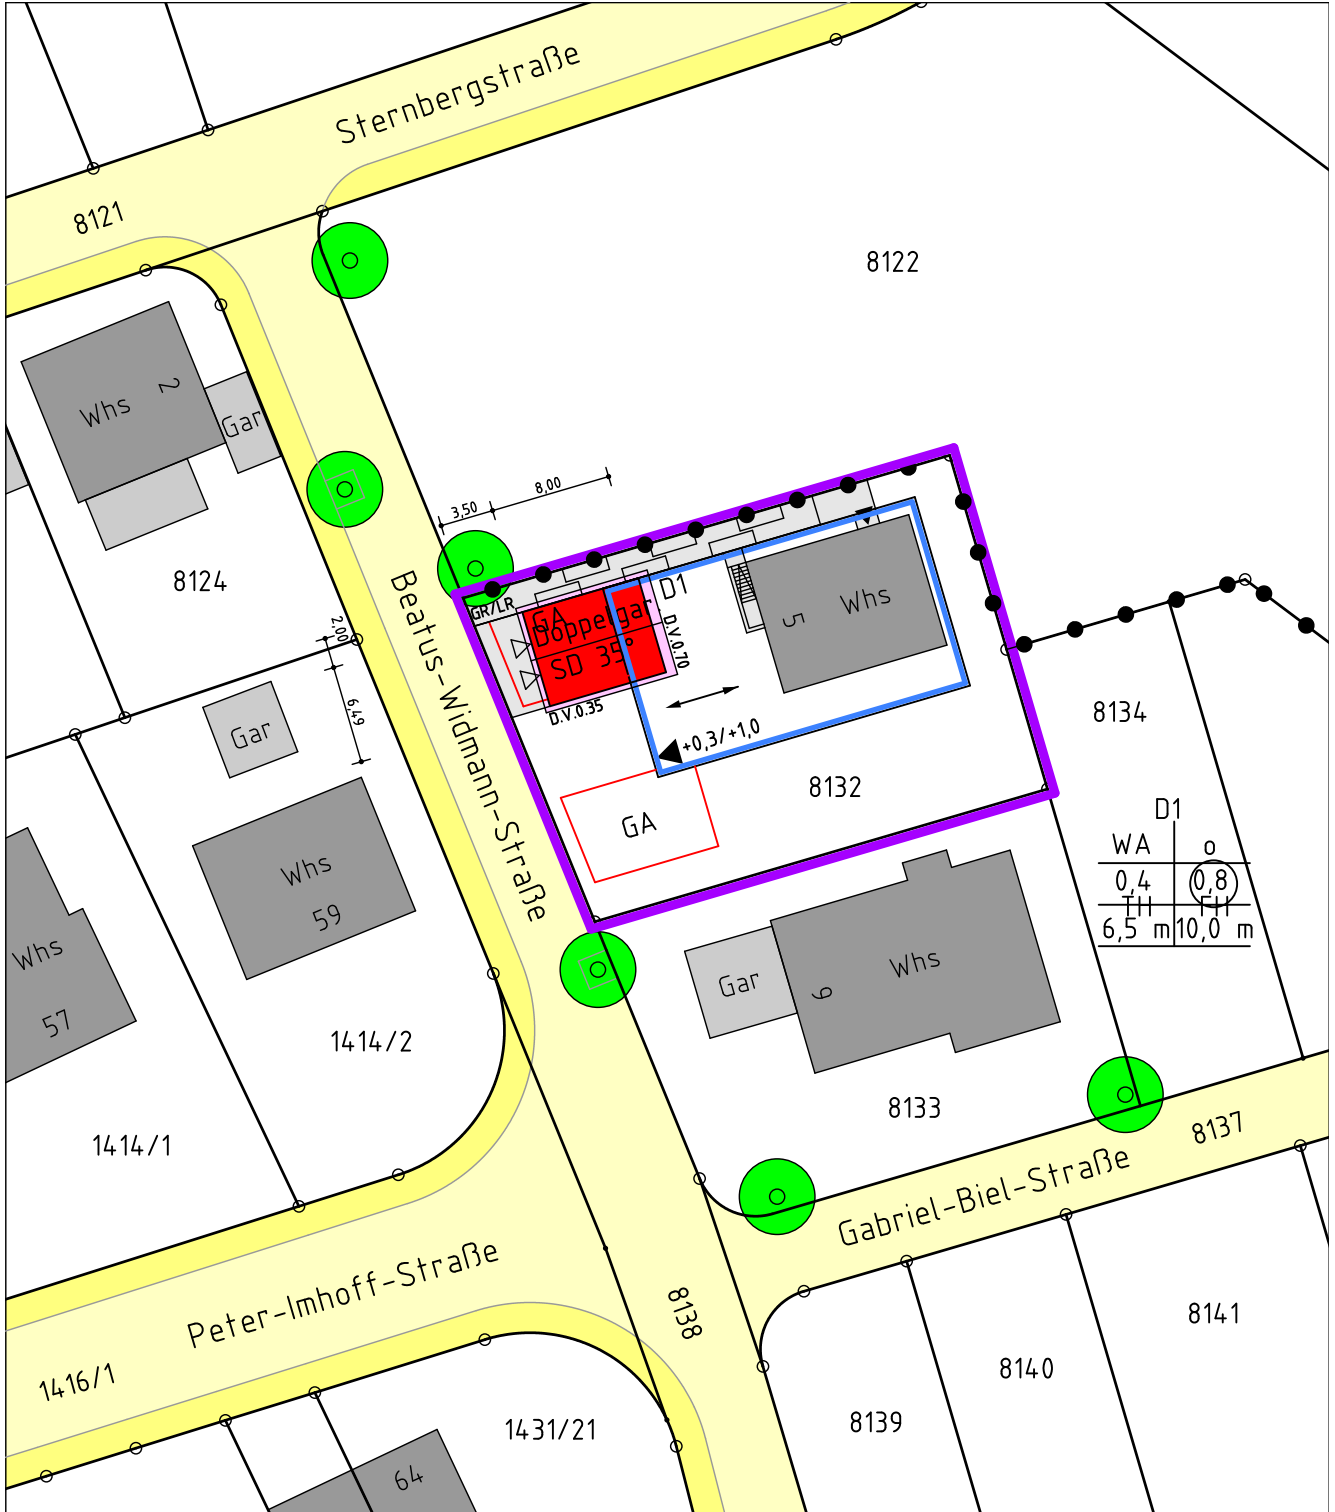 Sternbergstraße
8121
8122
Whs
2
Gar
8124
3,50
8,00
GR/LR
GA
Doppelgar.
SD 35°
D1
D.V.0.70
D.V.0.35
Whs
5
+0,3/+1,0
8132
GA
Beatus-Widmann-Straße
2,00
6,49
Gar
Whs
59
Whs
57
1414/2
1414/1
8134
D1
WA
o
0,4
0,8
TH
FH
6,5 m
10,0 m
Gar
Whs
9
8133
8137
Gabriel-Biel-Straße
Peter-Imhoff-Straße
8138
1416/1
1431/21
64
8139
8140
8141